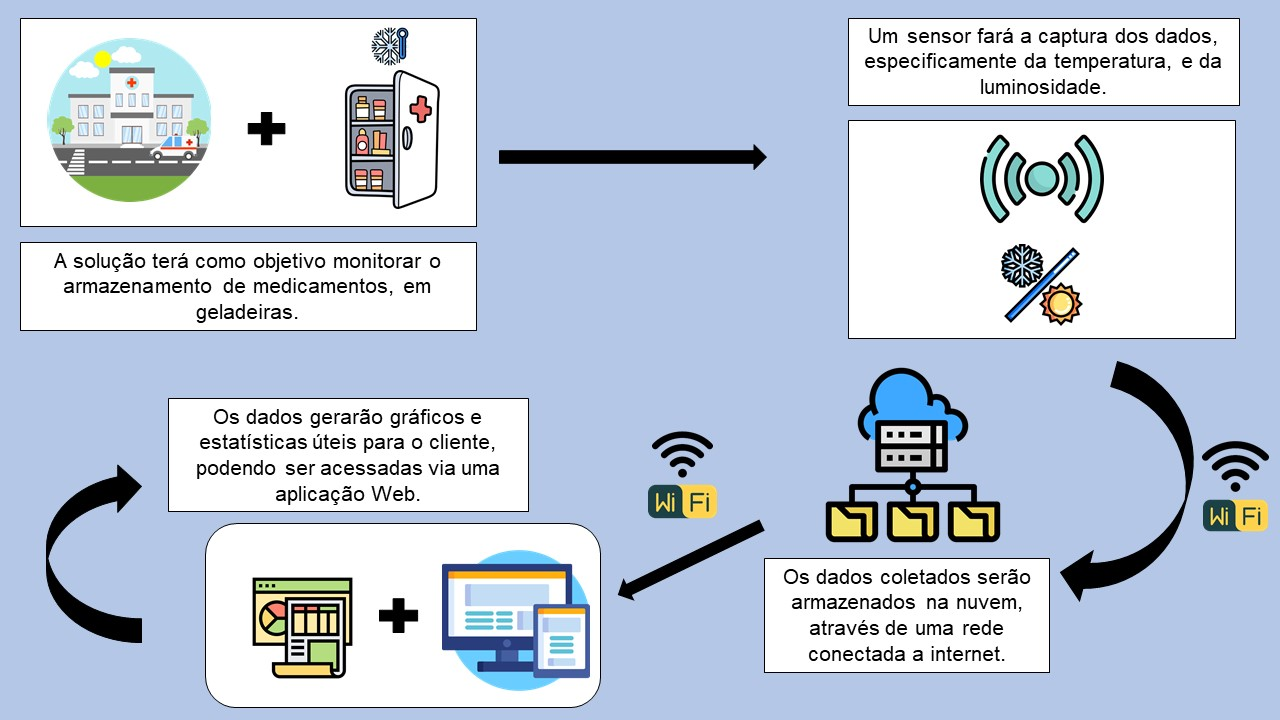 A solução terá como objetivo monitorar o
armazenamento de medicamentos, em
geladeiras.
Um sensor fará a captura dos dados,
especificamente da temperatura, e da
luminosidade.
Wi Fi
Os dados coletados serão
armazenados na nuvem,
através de uma rede
conectada a internet.
Wi Fi
Os dados gerarão gráficos e
estatísticas úteis para o cliente,
podendo ser acessadas via uma
aplicação Web.